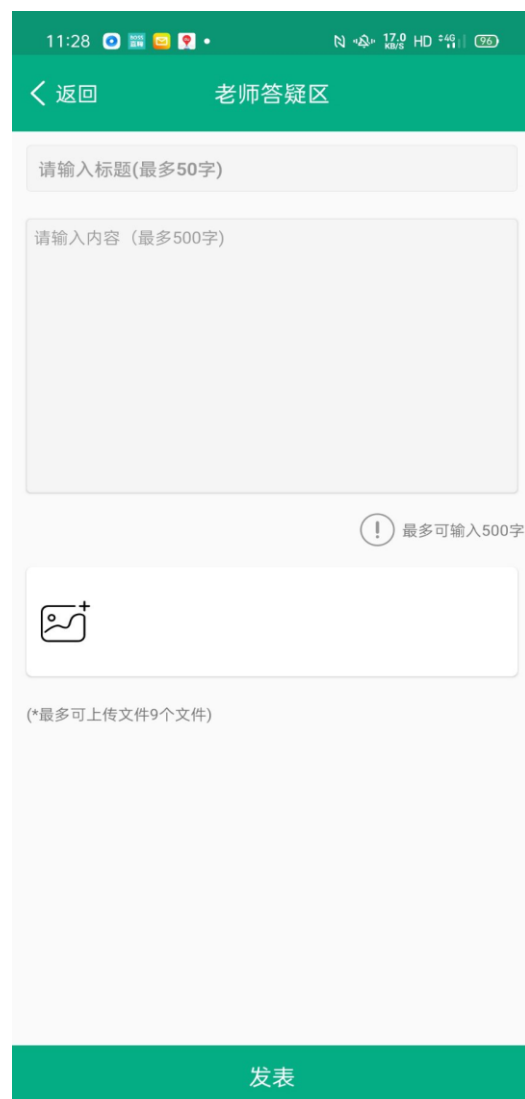 11:28 17.0 KB/S HD 4G 96
返回 老师答疑区
请输入标题(最多50字)
请输入内容（最多500字)
最多可输入500字
(*最多可上传文件9个文件)
发表